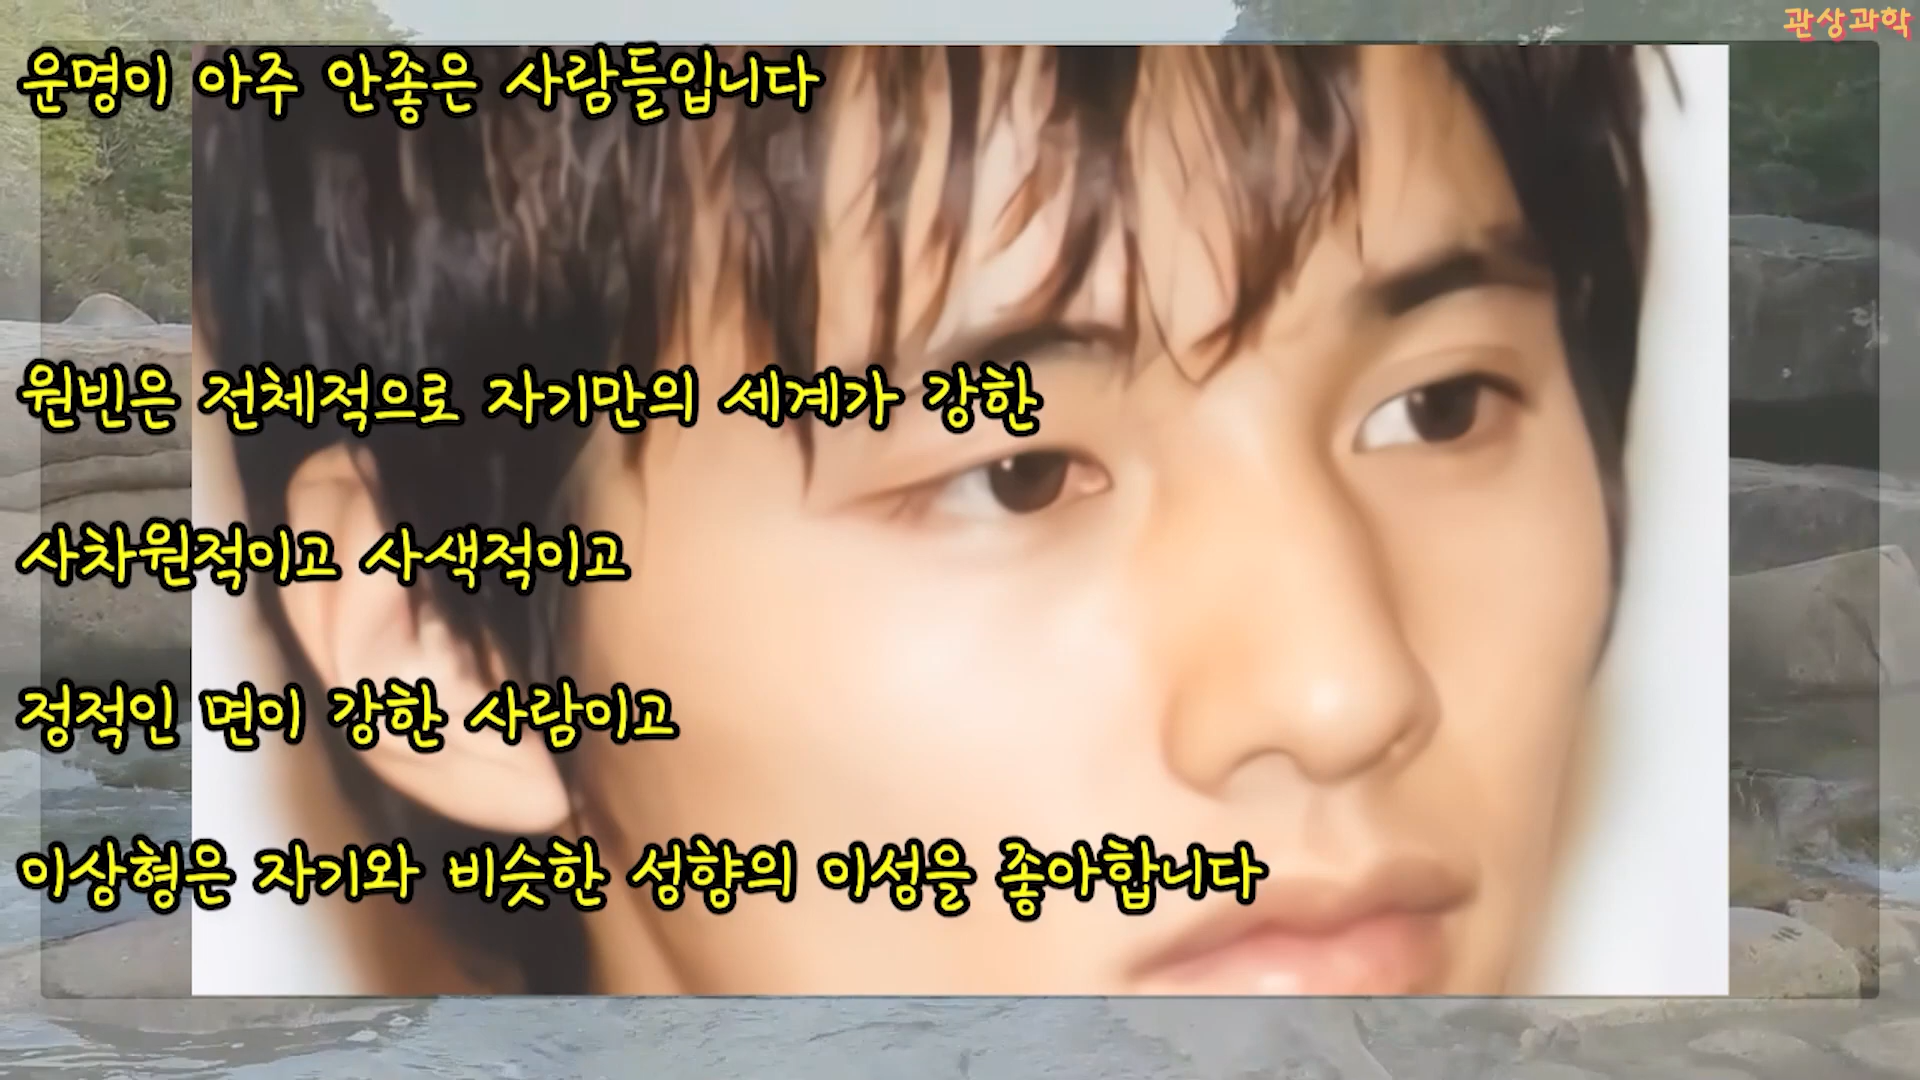 관상과학
운명이 아주 안좋은 사람들입니다
원빈은 전체적으로 자기만의 세계가 강한
사차원적이고 사색적이고
정적인 면이 강한 사람이고
이상형은 자기와 비슷한 성향의 이성을 좋아합니다